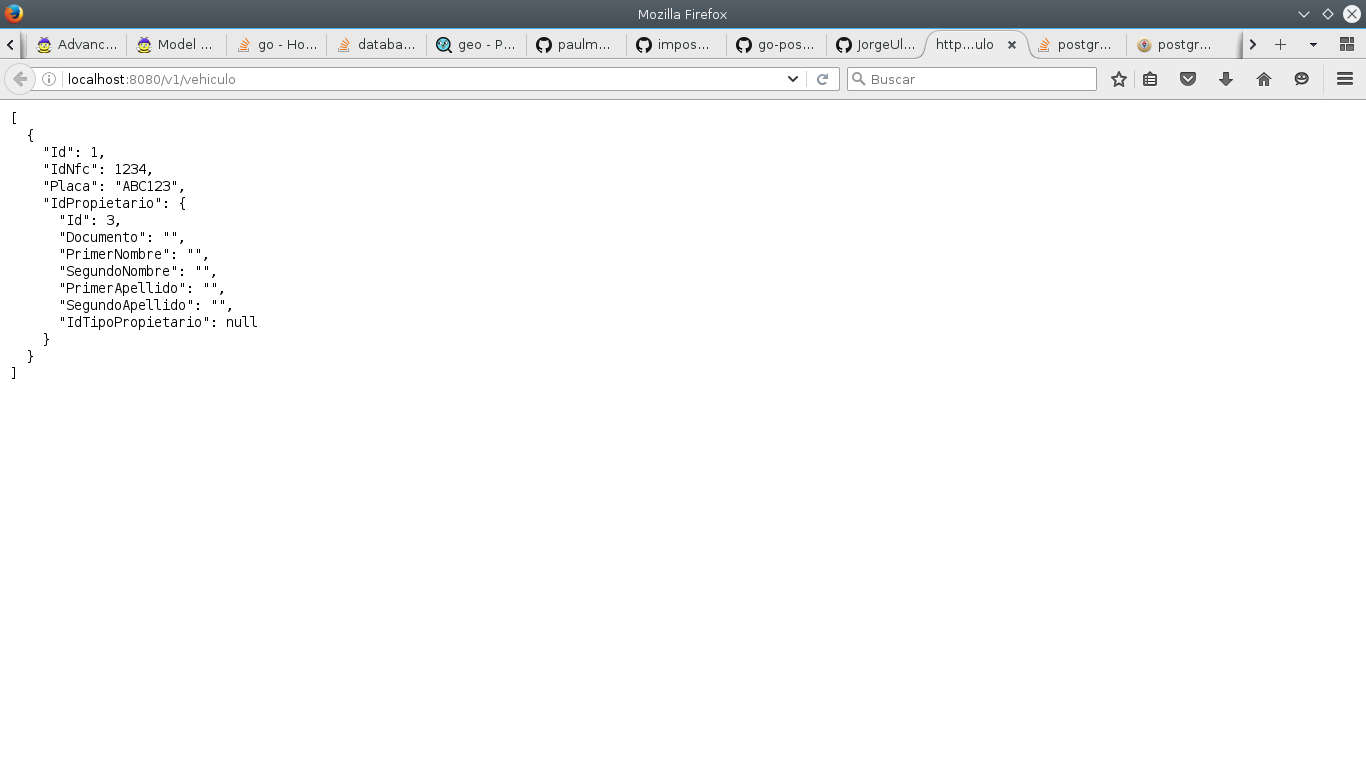 Mozilla Firefox
Advanc... Model ... go - Ho... databa... geo - P... paulm... impos... go-pos... JorgeUl... http...ulo postgr... postgr...
localhost:8080/v1/vehiculo Buscar
[
  {
    "Id": 1,
    "IdNfc": 1234,
    "Placa": "ABC123",
    "IdPropietario": {
      "Id": 3,
      "Documento": "",
      "PrimerNombre": "",
      "SegundoNombre": "",
      "PrimerApellido": "",
      "SegundoApellido": "",
      "IdTipoPropietario": null
    }
  }
]